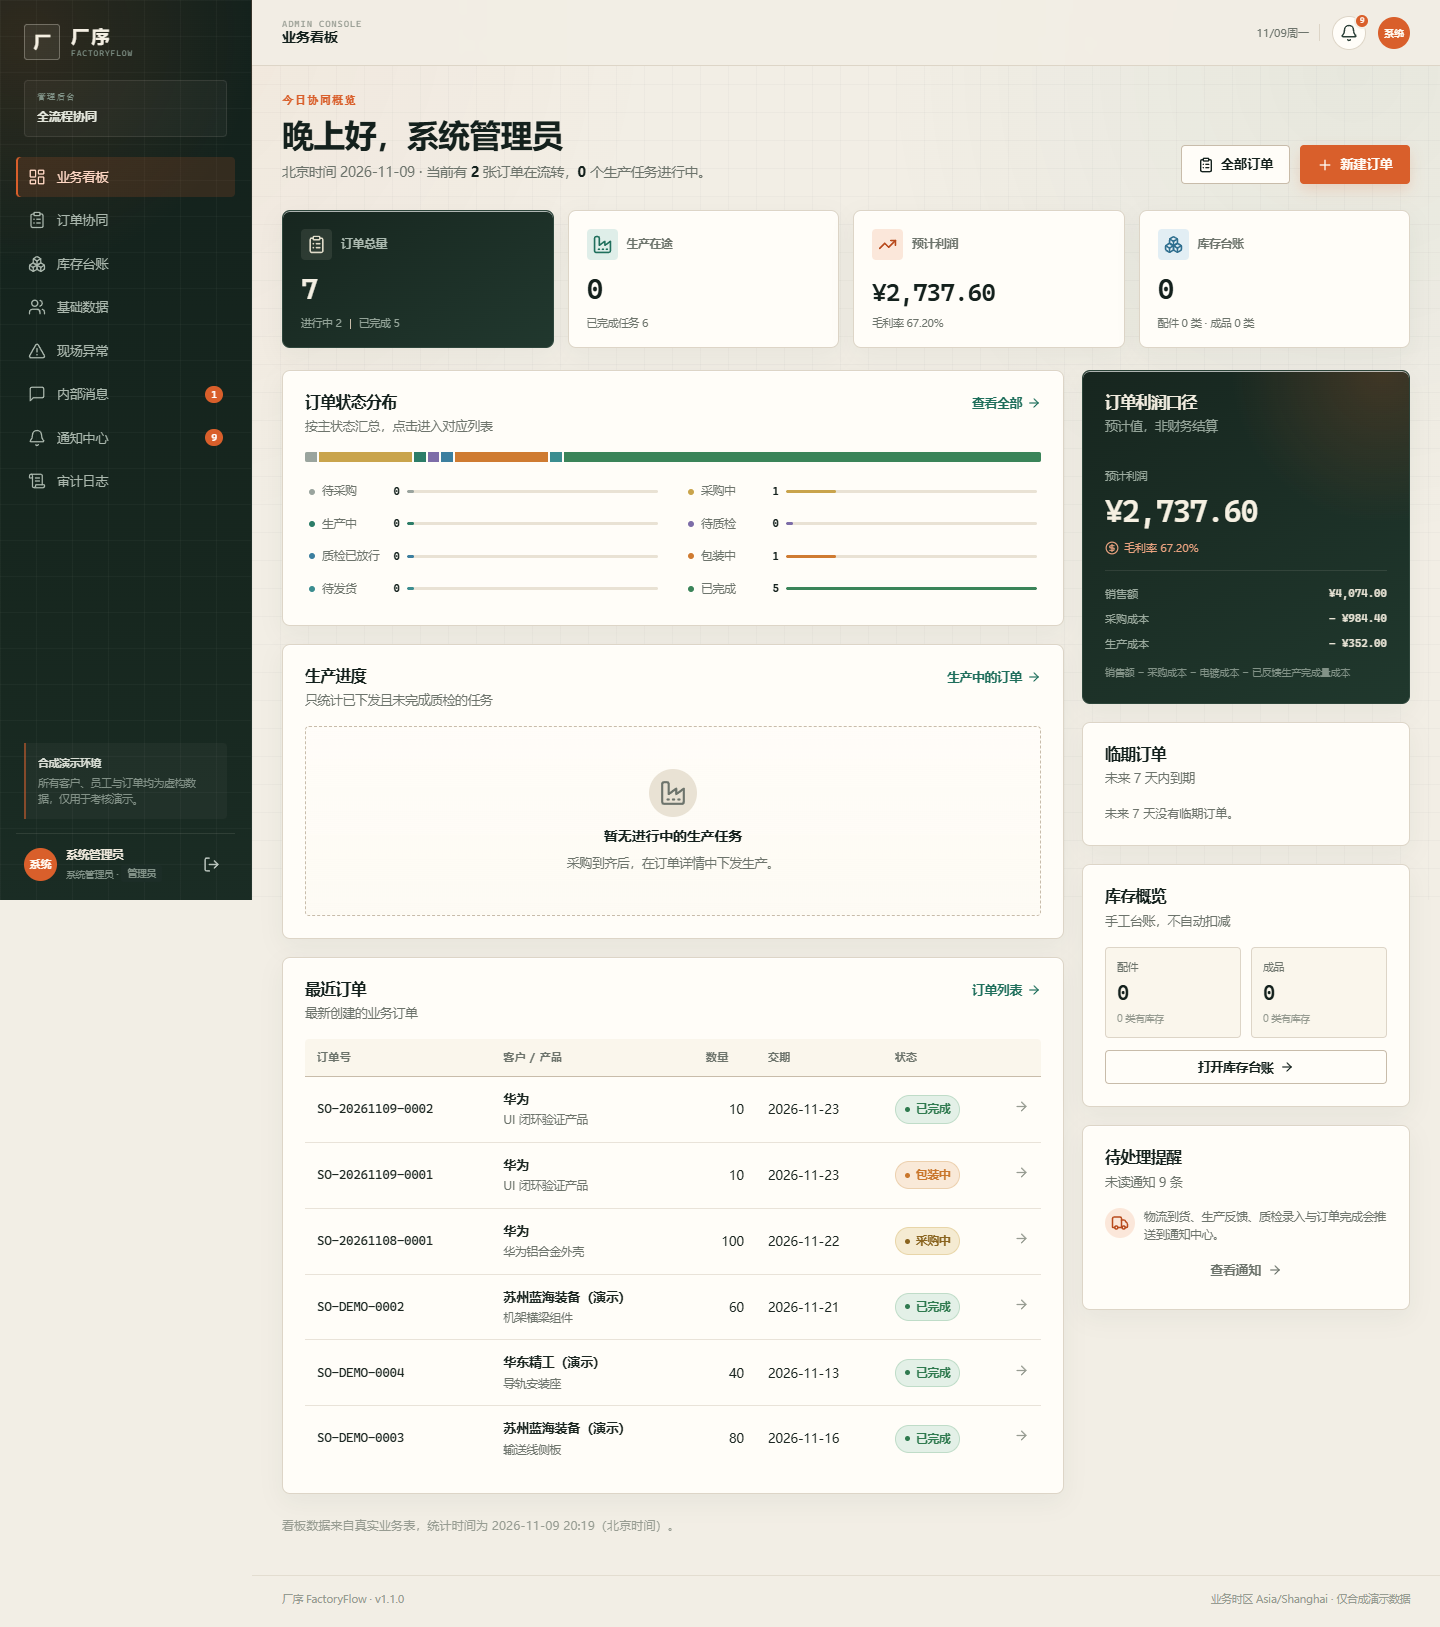 厂 厂序
FACTORYFLOW
管理后台
全流程协同
业务看板
订单协同
库存台账
基础数据
现场异常
内部消息 1
通知中心 9
审计日志
合成演示环境
所有客户、员工与订单均为虚构数
据，仅用于考核演示。
系统 系统管理员
系统管理员 · 管理员
ADMIN CONSOLE
业务看板
11/09周一 9 系统
今日协同概览
晚上好，系统管理员
北京时间 2026-11-09 · 当前有 2 张订单在流转，0 个生产任务进行中。
全部订单 新建订单
订单总量
7
进行中 2 | 已完成 5
生产在途
0
已完成任务 6
预计利润
¥2,737.60
毛利率 67.20%
库存台账
0
配件 0 类 · 成品 0 类
订单状态分布 查看全部 →
按主状态汇总，点击进入对应列表
待采购 0 采购中 1
生产中 0 待质检 0
质检已放行 0 包装中 1
待发货 0 已完成 5
生产进度 生产中的订单 →
只统计已下发且未完成质检的任务
暂无进行中的生产任务
采购到齐后，在订单详情中下发生产。
最近订单 订单列表 →
最新创建的业务订单
订单号 客户 / 产品 数量 交期 状态
SO-20261109-0002 华为 10 2026-11-23 已完成 →
UI 闭环验证产品
SO-20261109-0001 华为 10 2026-11-23 包装中 →
UI 闭环验证产品
SO-20261108-0001 华为 100 2026-11-22 采购中 →
华为铝合金外壳
SO-DEMO-0002 苏州蓝海装备（演示） 60 2026-11-21 已完成 →
机架横梁组件
SO-DEMO-0004 华东精工（演示） 40 2026-11-13 已完成 →
导轨安装座
SO-DEMO-0003 苏州蓝海装备（演示） 80 2026-11-16 已完成 →
输送线侧板
看板数据来自真实业务表，统计时间为 2026-11-09 20:19（北京时间）。
订单利润口径
预计值，非财务结算
预计利润
¥2,737.60
毛利率 67.20%
销售额 ¥4,074.00
采购成本 − ¥984.40
生产成本 − ¥352.00
销售额 − 采购成本 − 电镀成本 − 已反馈生产完成量成本
临期订单
未来 7 天内到期
未来 7 天没有临期订单。
库存概览
手工台账，不自动扣减
配件
0
0 类有库存
成品
0
0 类有库存
打开库存台账 →
待处理提醒
未读通知 9 条
物流到货、生产反馈、质检录入与订单完成会推
送到通知中心。
查看通知 →
厂序 FactoryFlow · v1.1.0
业务时区 Asia/Shanghai · 仅合成演示数据